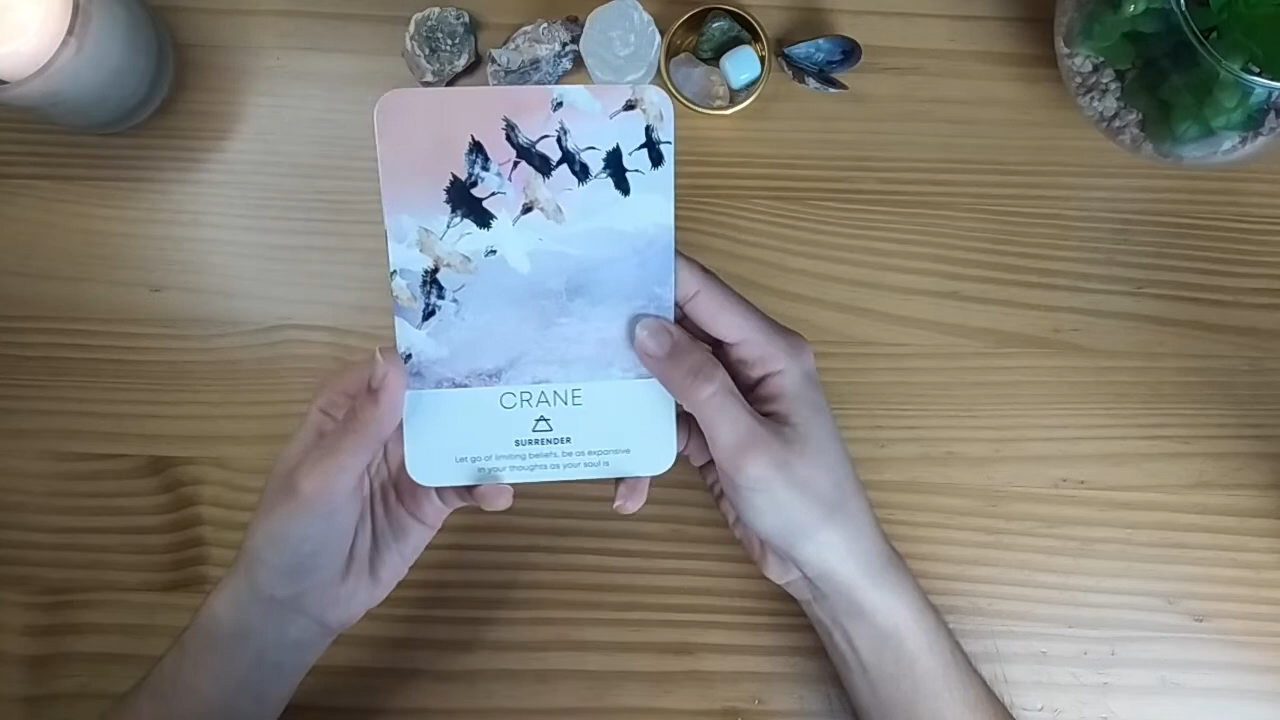 CRANE
SURRENDER
Let go of limiting beliefs, be as expansive
in your thoughts as your soul is